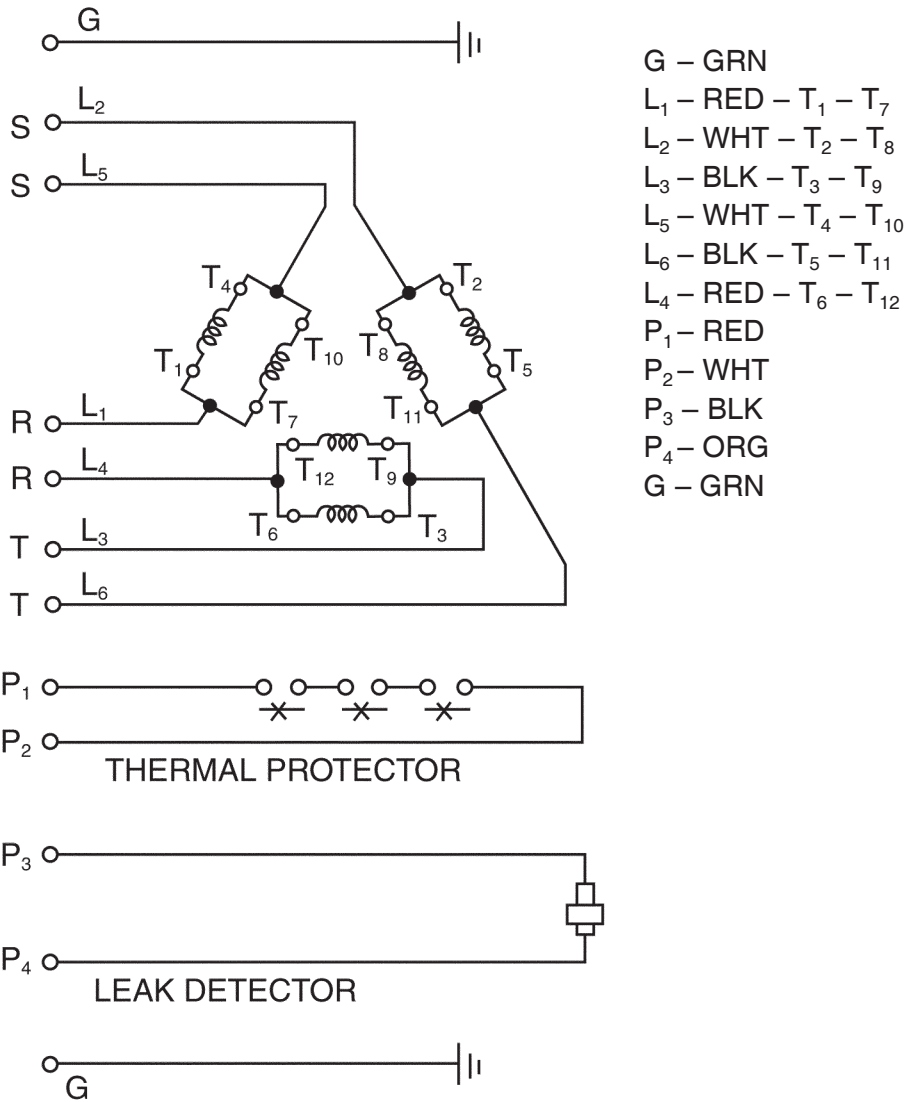 G
S L₂
S L₅
T₄
T₁
T₁₀
T₇
T₂
T₈
T₅
T₁₁
R L₁
R L₄
T₁₂ T₉
T₆ T₃
T L₃
T L₆
P₁
P₂
THERMAL PROTECTOR
P₃
P₄
LEAK DETECTOR
G
G – GRN
L₁ – RED – T₁ – T₇
L₂ – WHT – T₂ – T₈
L₃ – BLK – T₃ – T₉
L₅ – WHT – T₄ – T₁₀
L₆ – BLK – T₅ – T₁₁
L₄ – RED – T₆ – T₁₂
P₁ – RED
P₂ – WHT
P₃ – BLK
P₄ – ORG
G – GRN